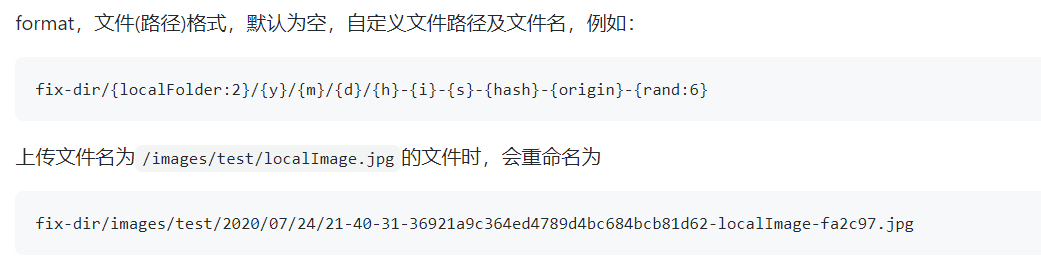 format，文件(路径)格式，默认为空，自定义文件路径及文件名，例如：
fix-dir/{localFolder:2}/{y}/{m}/{d}/{h}-{i}-{s}-{hash}-{origin}-{rand:6}
上传文件名为 /images/test/localImage.jpg 的文件时，会重命名为
fix-dir/images/test/2020/07/24/21-40-31-36921a9c364ed4789d4bc684bcb81d62-localImage-fa2c97.jpg